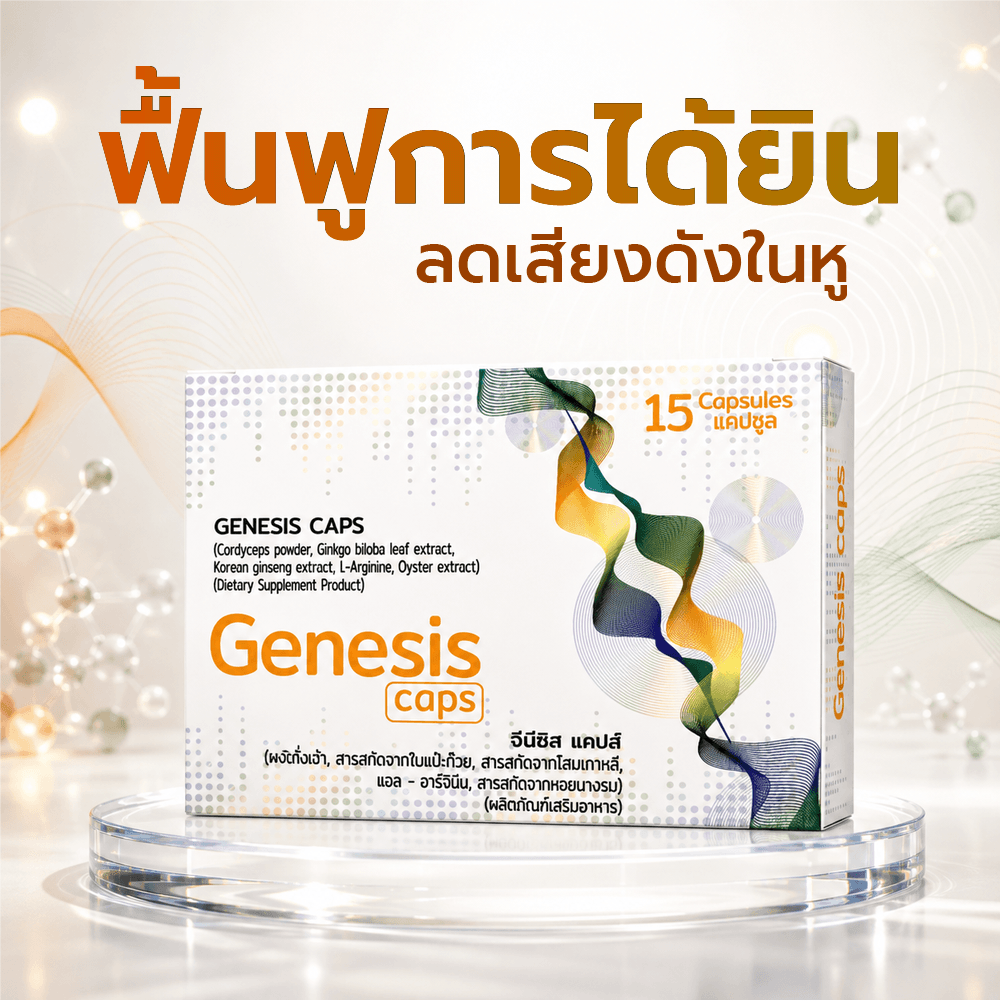 ฟื้นฟูการได้ยิน
ลดเสียงดังในหู
15 Capsules
แคปซูล
GENESIS CAPS
(Cordyceps powder, Ginkgo biloba leaf extract,
Korean ginseng extract, L-Arginine, Oyster extract)
(Dietary Supplement Product)
Genesis
caps
จีนีซิส แคปส์
(ผงถั่งเช่า, สารสกัดจากใบแป๊ะก๊วย, สารสกัดจากโสมเกาหลี,
แอล - อาร์จินีน, สารสกัดจากหอยนางรม)
(ผลิตภัณฑ์เสริมอาหาร)
Genesis caps